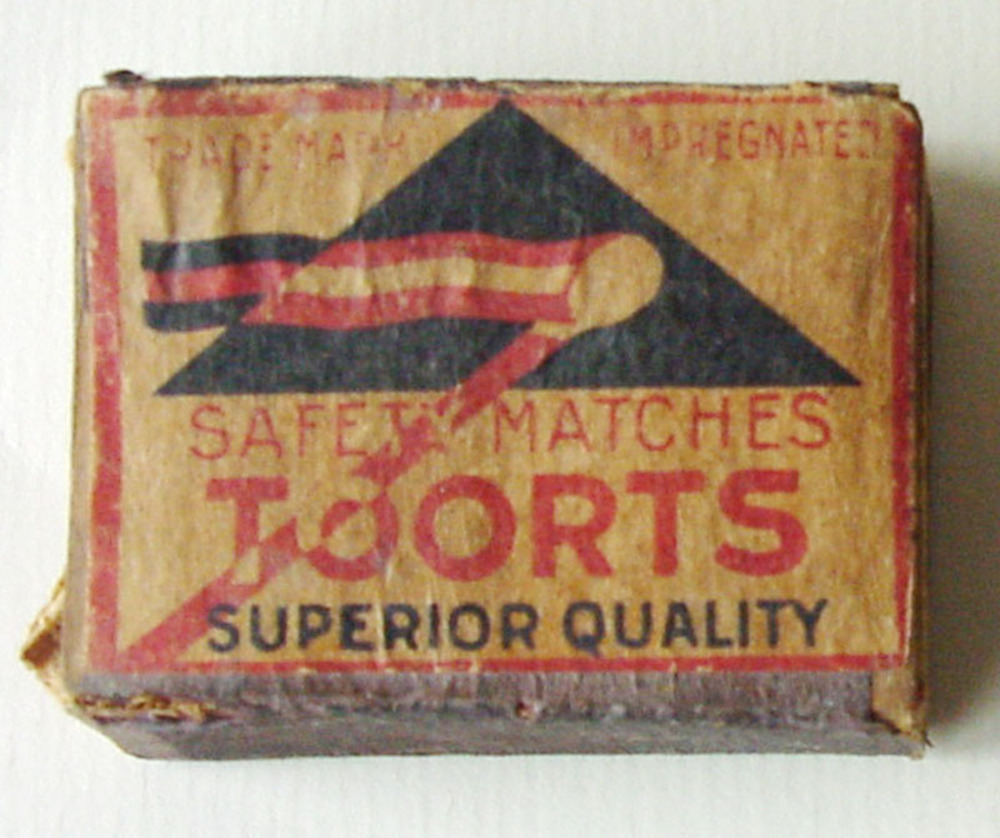 TRADE MARK IMPREGNATED
SAFETY MATCHES
TOORTS
SUPERIOR QUALITY